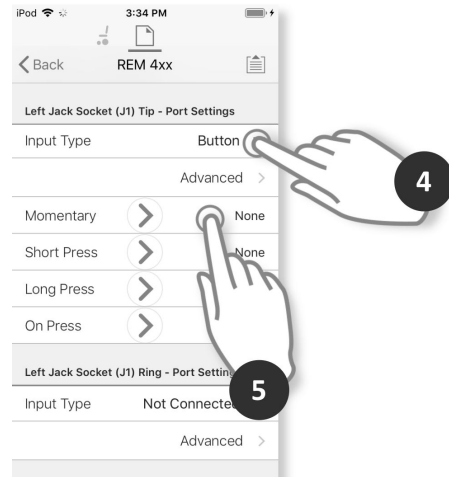 iPod 3:34 PM
Back REM 4xx
Left Jack Socket (J1) Tip - Port Settings
Input Type Button
Advanced
4
Momentary None
Short Press None
Long Press
On Press
Left Jack Socket (J1) Ring - Port
5
Input Type Not
Advanced